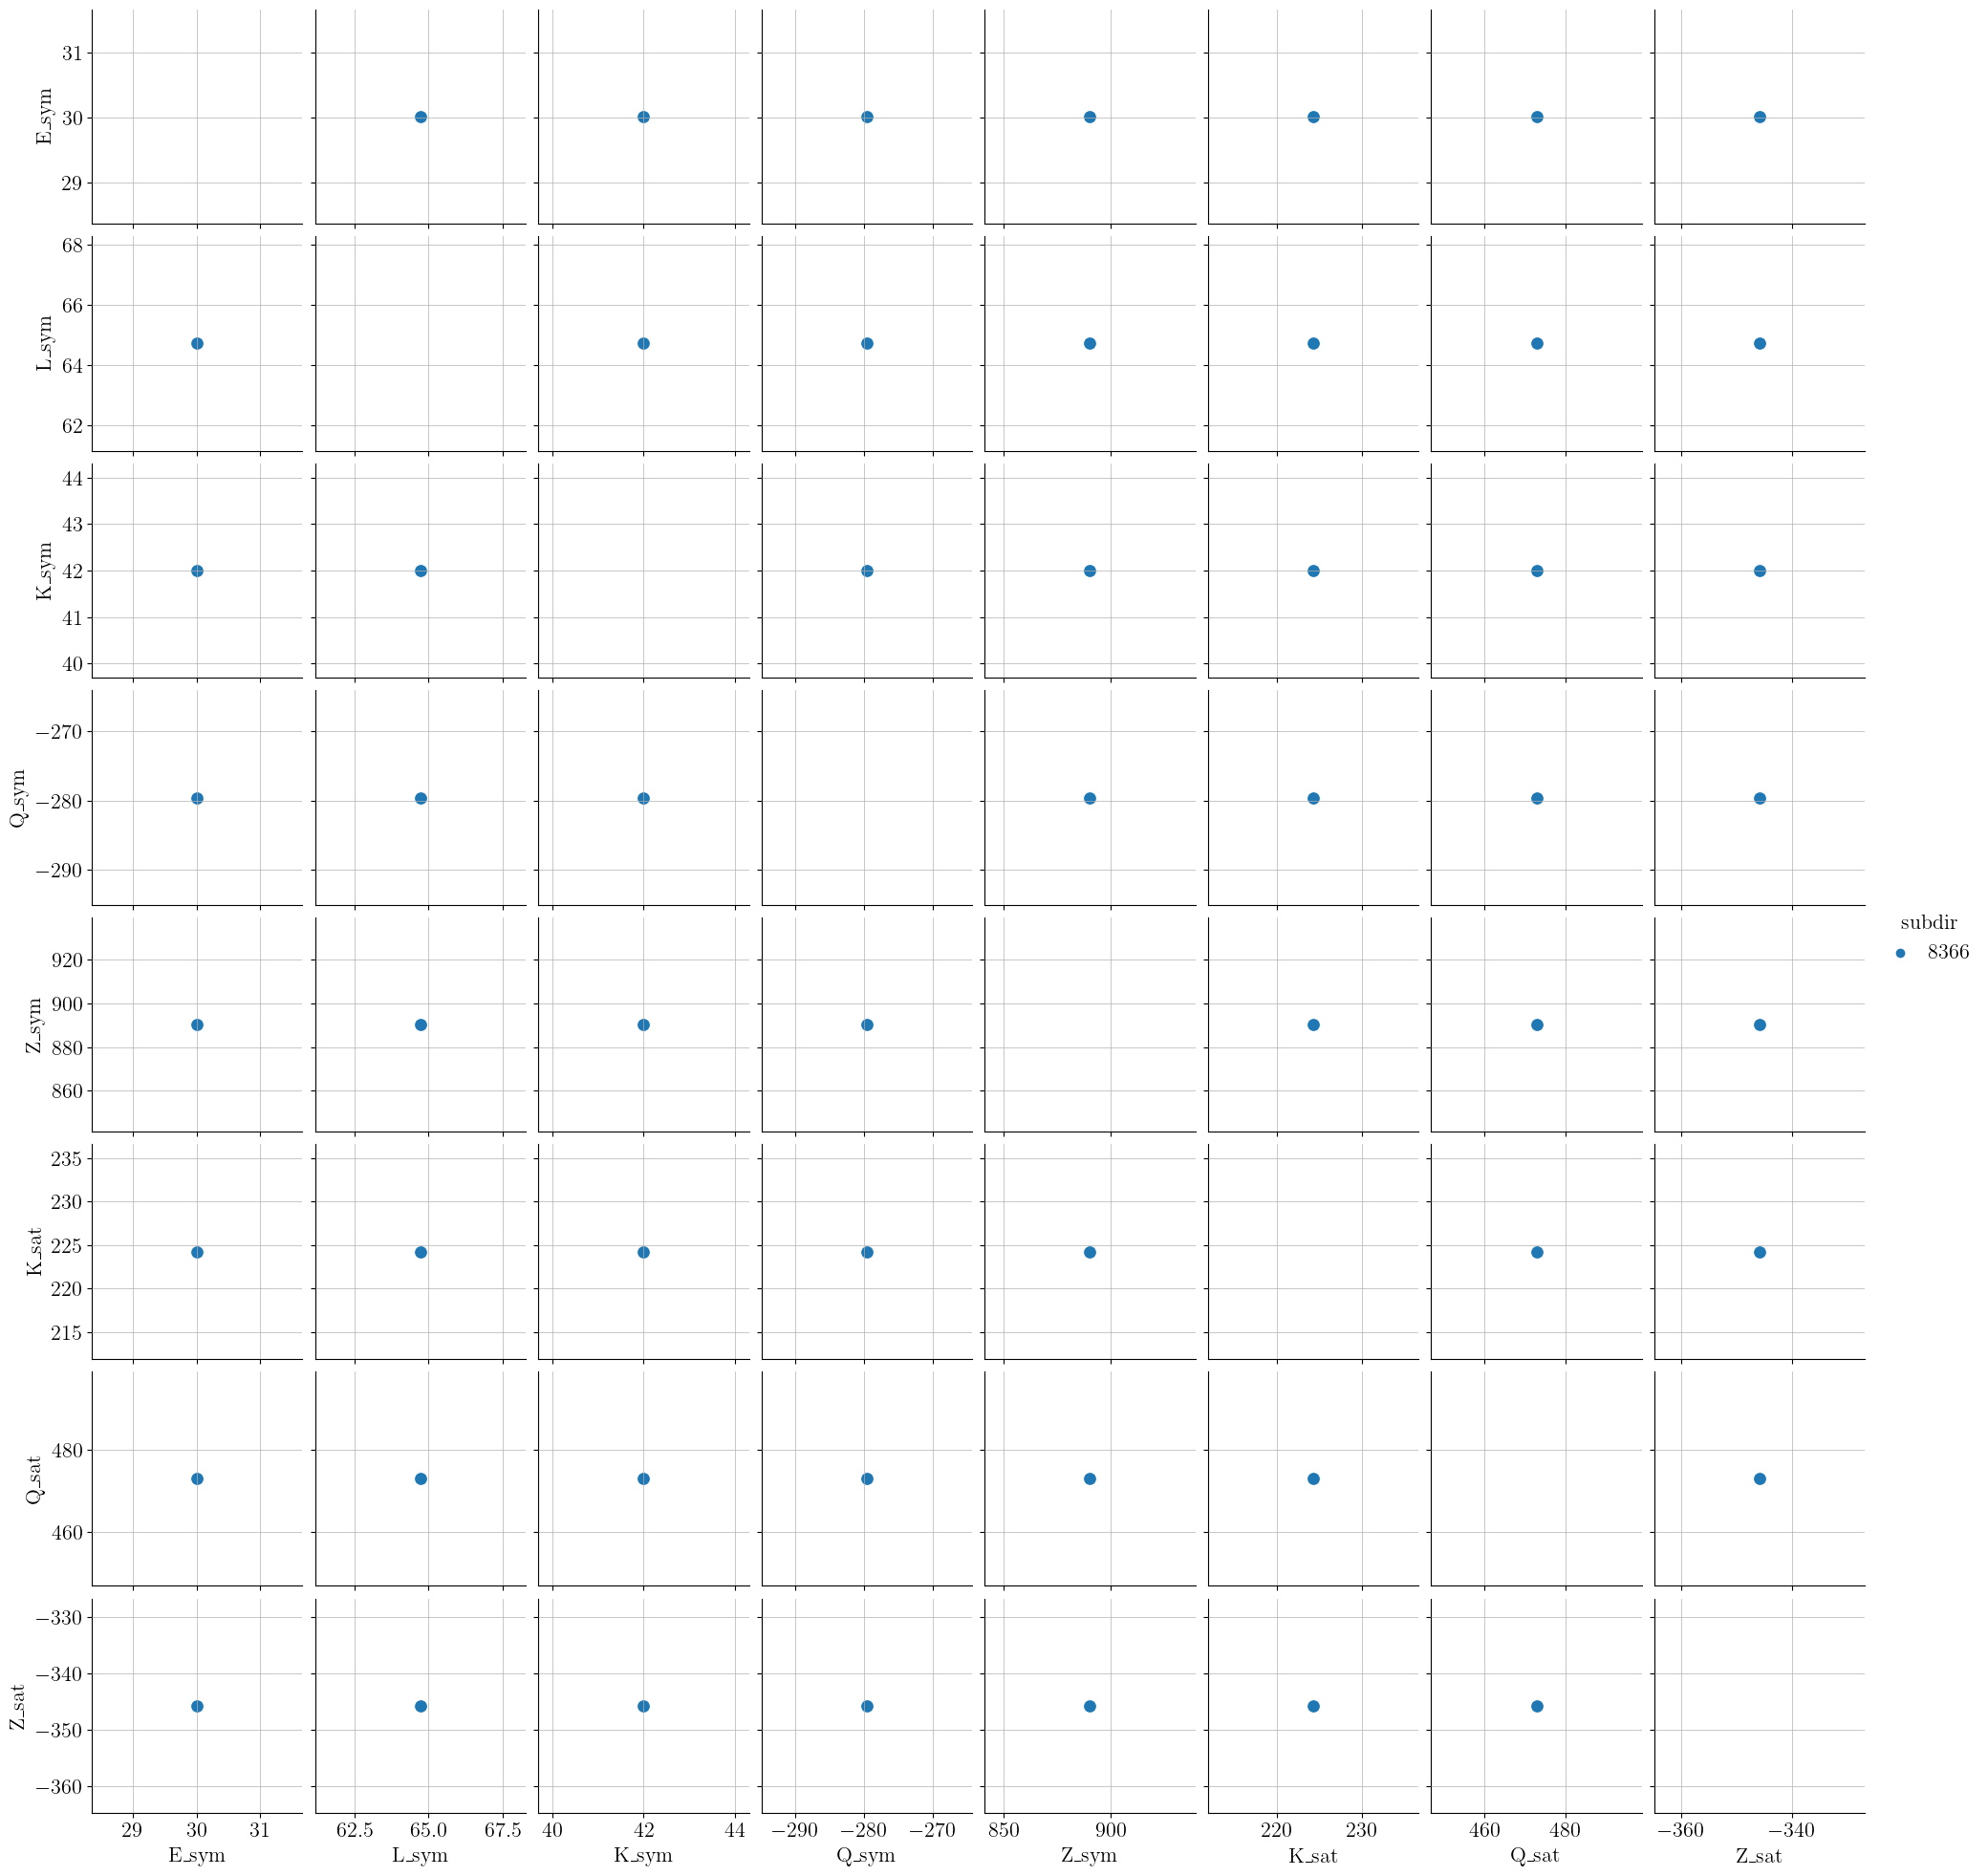 31
30
29
E_sym
68
66
64
62
L_sym
44
43
42
41
40
K_sym
−270
−280
−290
Q_sym
920
900
880
860
Z_sym
subdir
8366
235
230
225
220
215
K_sat
480
460
Q_sat
−330
−340
−350
−360
Z_sat
29 30 31 62.5 65.0 67.5 40 42 44 −290 −280 −270 850 900 220 230 460 480 −360 −340
E_sym L_sym K_sym Q_sym Z_sym K_sat Q_sat Z_sat